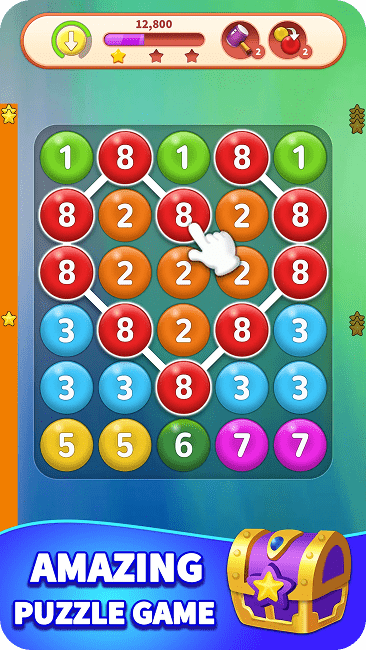 12,800
2 2
1 8 1 8 1
8 2 8 2 8
8 2 2 2 8
3 8 2 8 3
3 3 8 3 3
5 5 6 7 7
AMAZING
PUZZLE GAME